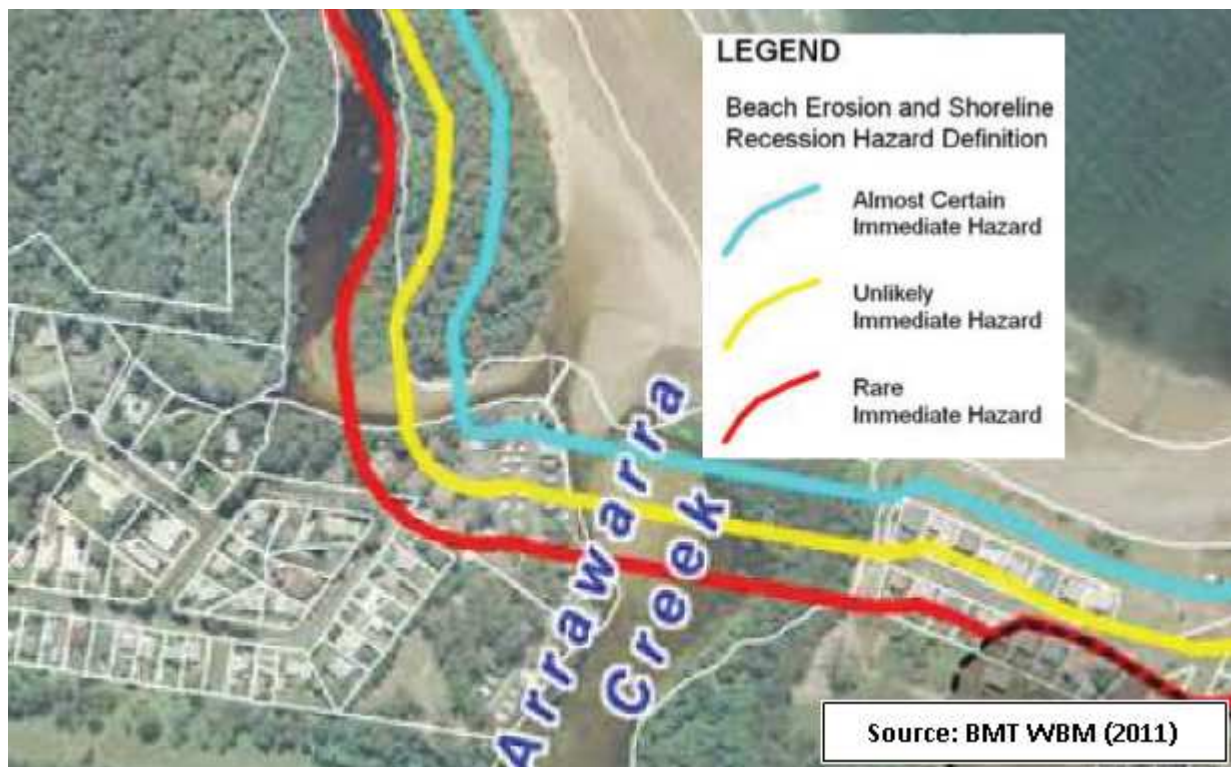 LEGEND
Beach Erosion and Shoreline
Recession Hazard Definition
Almost Certain
Immediate Hazard
Unlikely
Immediate Hazard
Rare
Immediate Hazard
Arrawarra
Creek
Source: BMT WBM (2011)